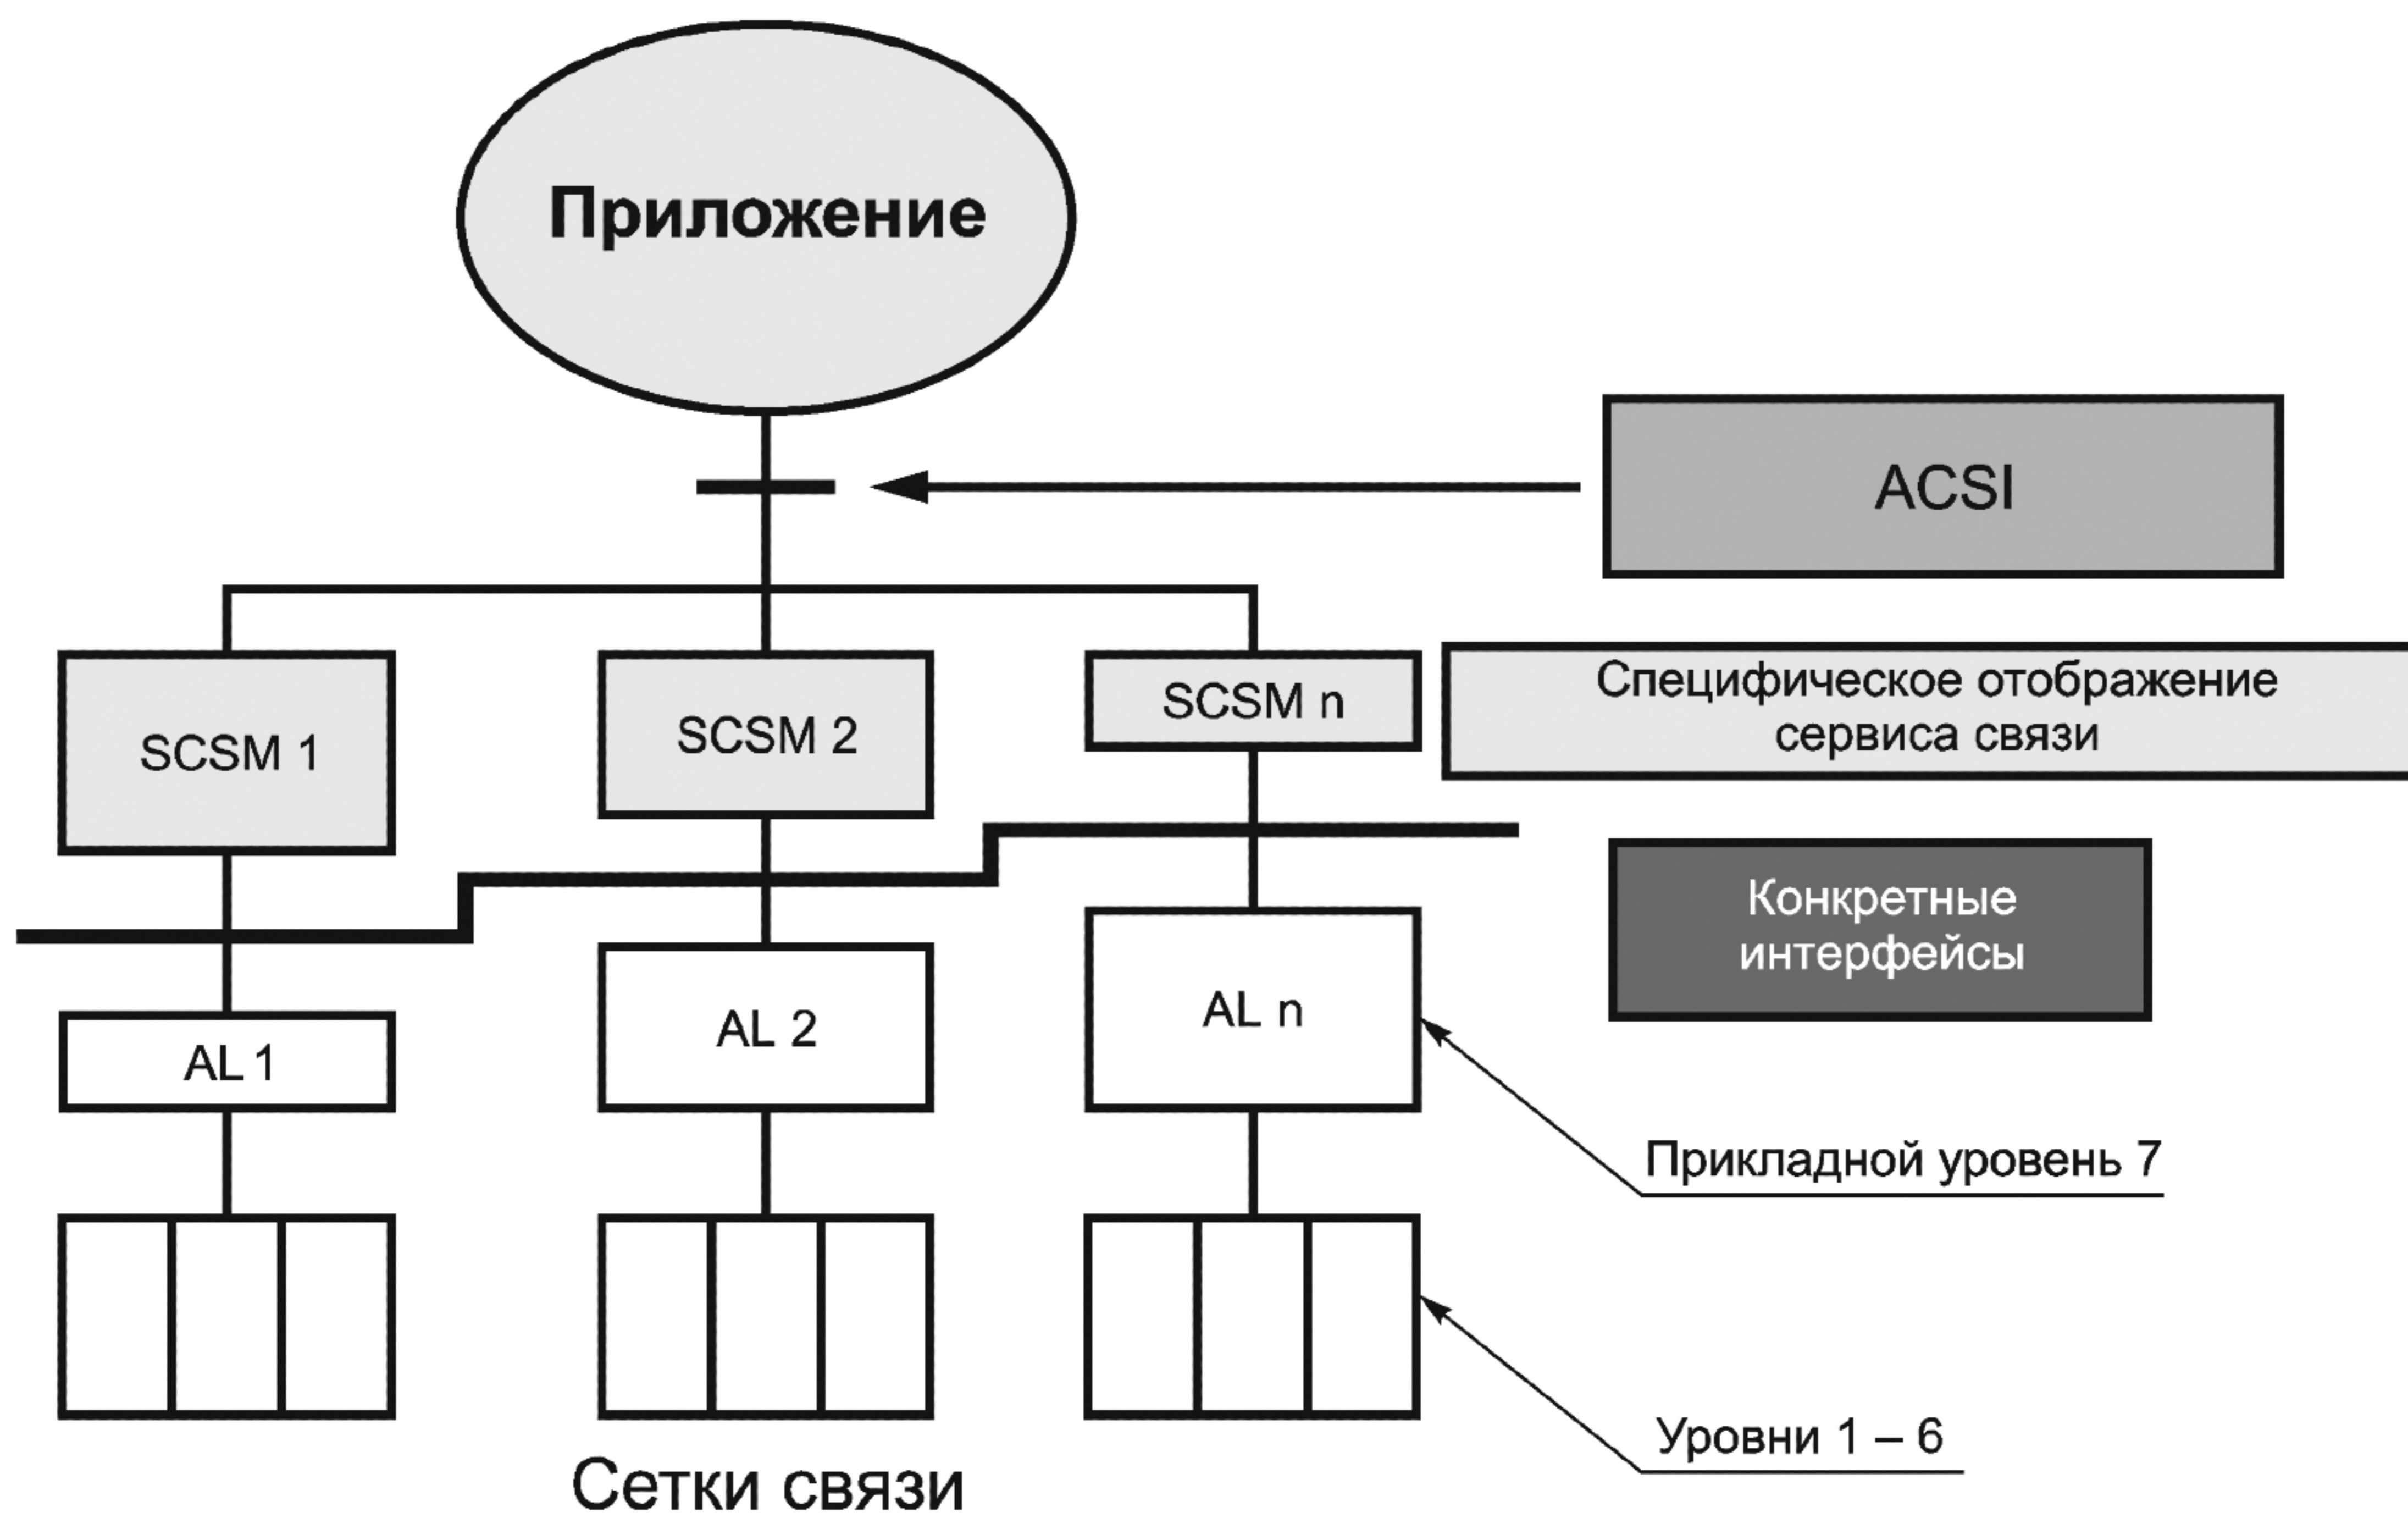 Приложение
ACSI
SCSM 1
SCSM 2
SCSM n
Специфическое отображение
сервиса связи
Конкретные
интерфейсы
AL 1
AL 2
AL n
Прикладной уровень 7
Уровни 1 – 6
Сетки связи